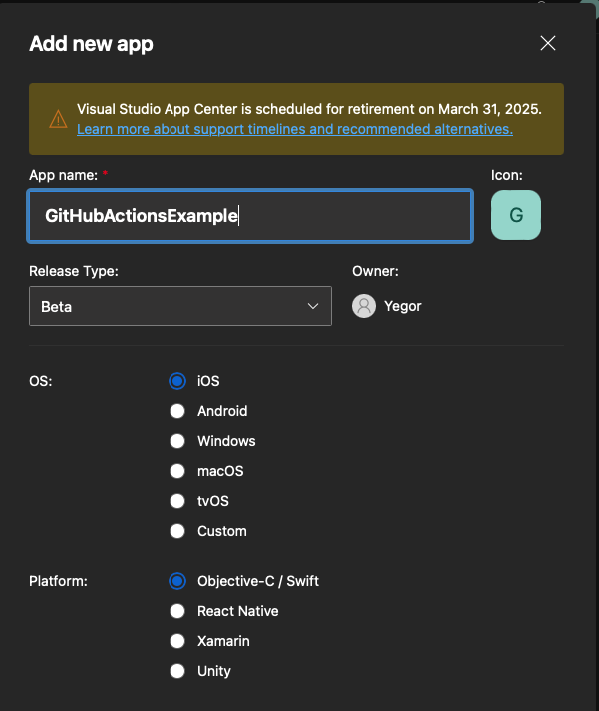 Add new app
Visual Studio App Center is scheduled for retirement on March 31, 2025.
Learn more about support timelines and recommended alternatives.
App name: *
Icon:
GitHubActionsExample
G
Release Type:
Owner:
Beta
Yegor
OS:
iOS
Android
Windows
macOS
tvOS
Custom
Platform:
Objective-C / Swift
React Native
Xamarin
Unity